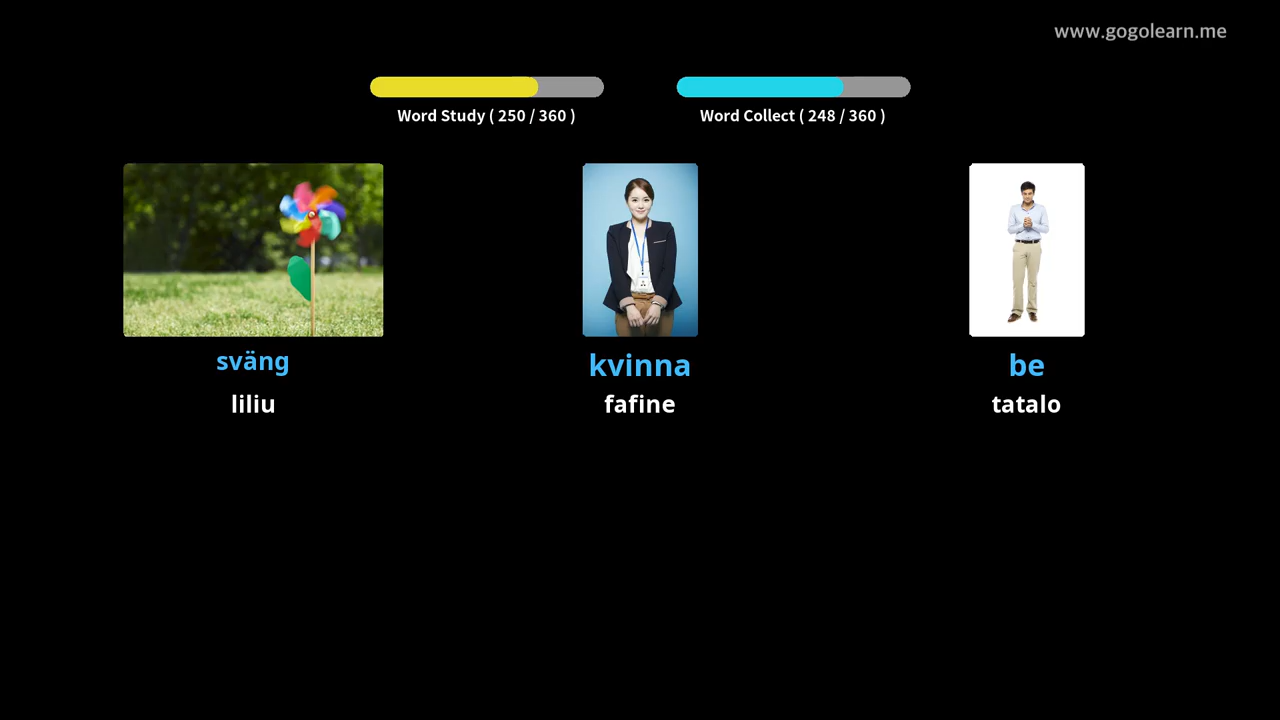 www.gogolearn.me
Word Study ( 250 / 360 )
Word Collect ( 248 / 360 )
sväng
kvinna
be
liliu
fafine
tatalo